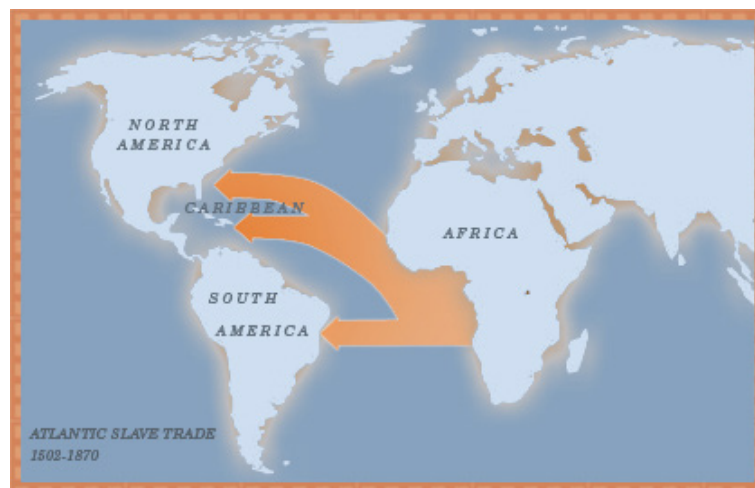 NORTH
AMERICA
CARIBBEAN
AFRICA
SOUTH
AMERICA
ATLANTIC SLAVE TRADE
1502-1870